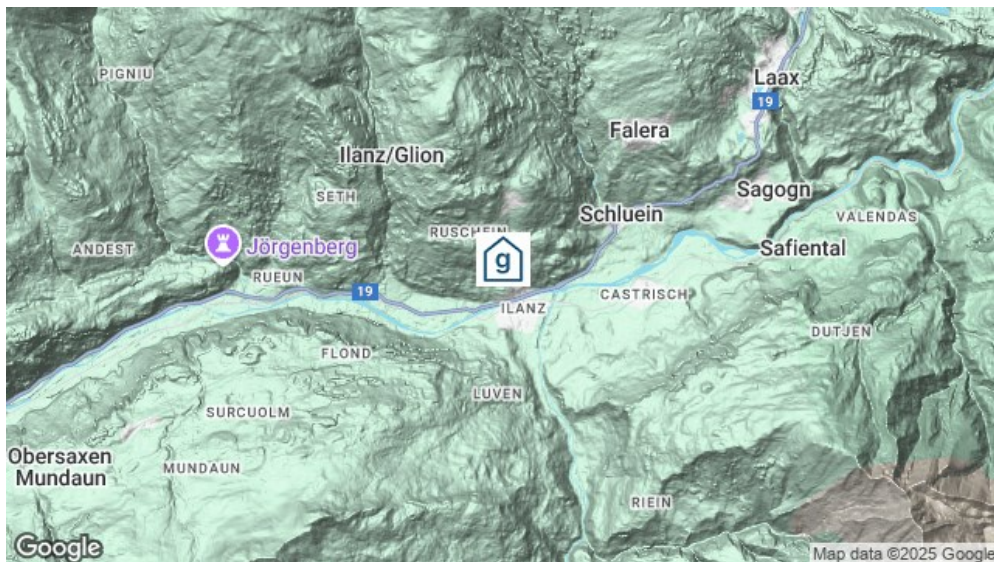 PIGNIU
Laax
19
Falera
Ilanz/Glion
SETH
Sagogn
Schluein
VALENDAS
RUSCHEIN
ANDEST
Jörgenberg
Safiental
g
RUEUN
19
CASTRISCH
ILANZ
DUTJEN
FLOND
LUVEN
SURCUOLM
Obersaxen
Mundaun
MUNDAUN
RIEIN
Google
Map data ©2025 Google